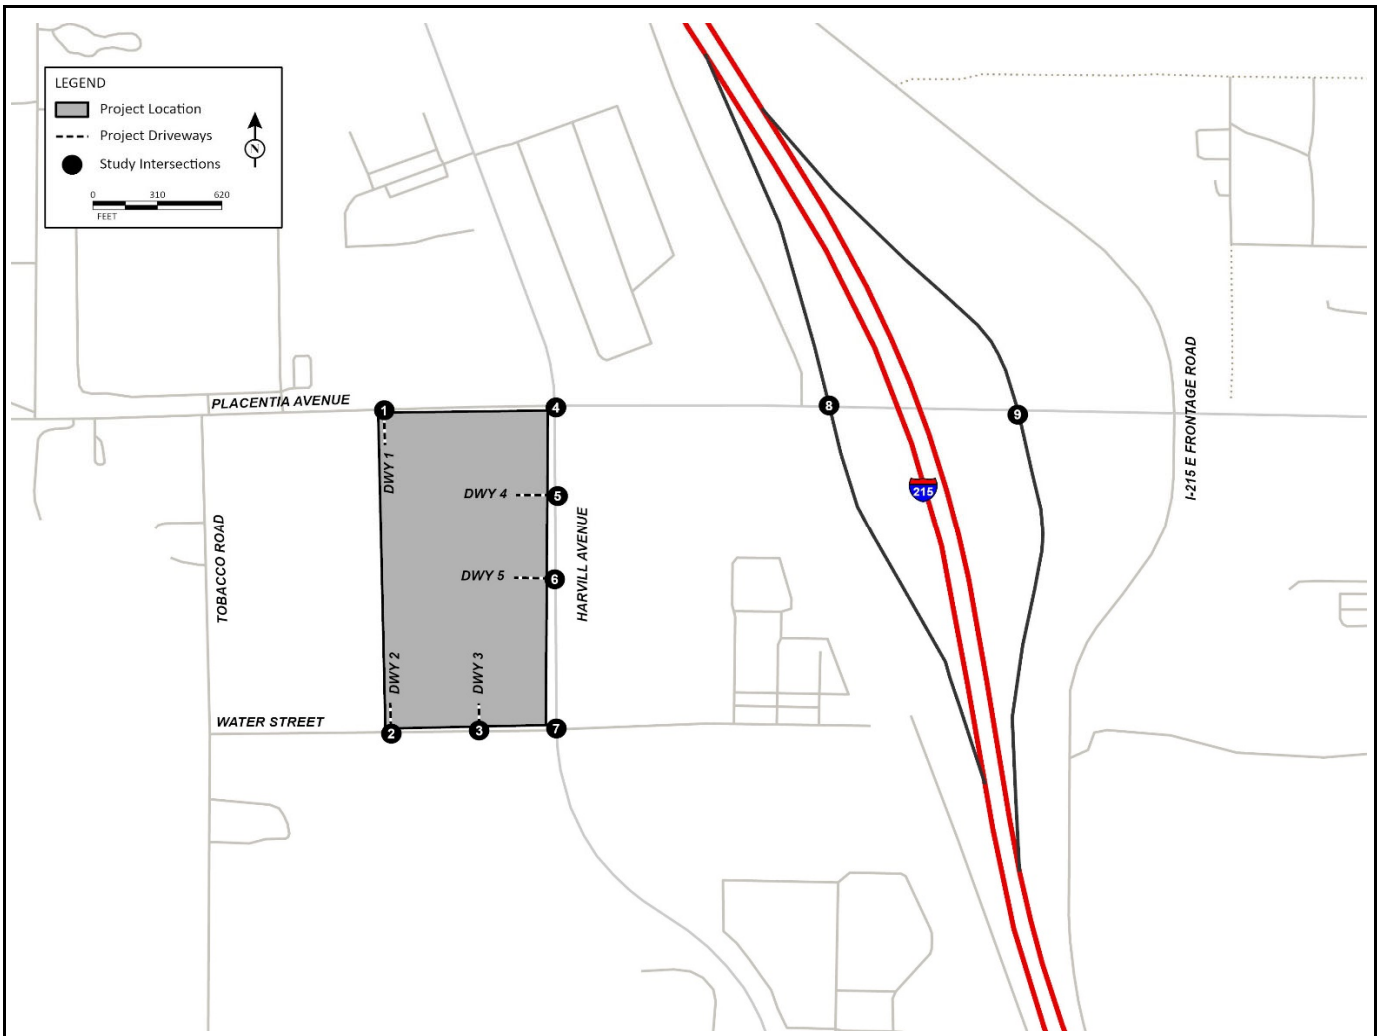 LEGEND
Project Location
Project Driveways
N
Study Intersections
0 310 620
FEET
I-215 E FRONTAGE ROAD
PLACENTIA AVENUE
1
4
8
9
DWY 1
DWY 4
5
215
HARVILL AVENUE
TOBACCO ROAD
DWY 5
6
DWY 2
DWY 3
WATER STREET
2
3
7